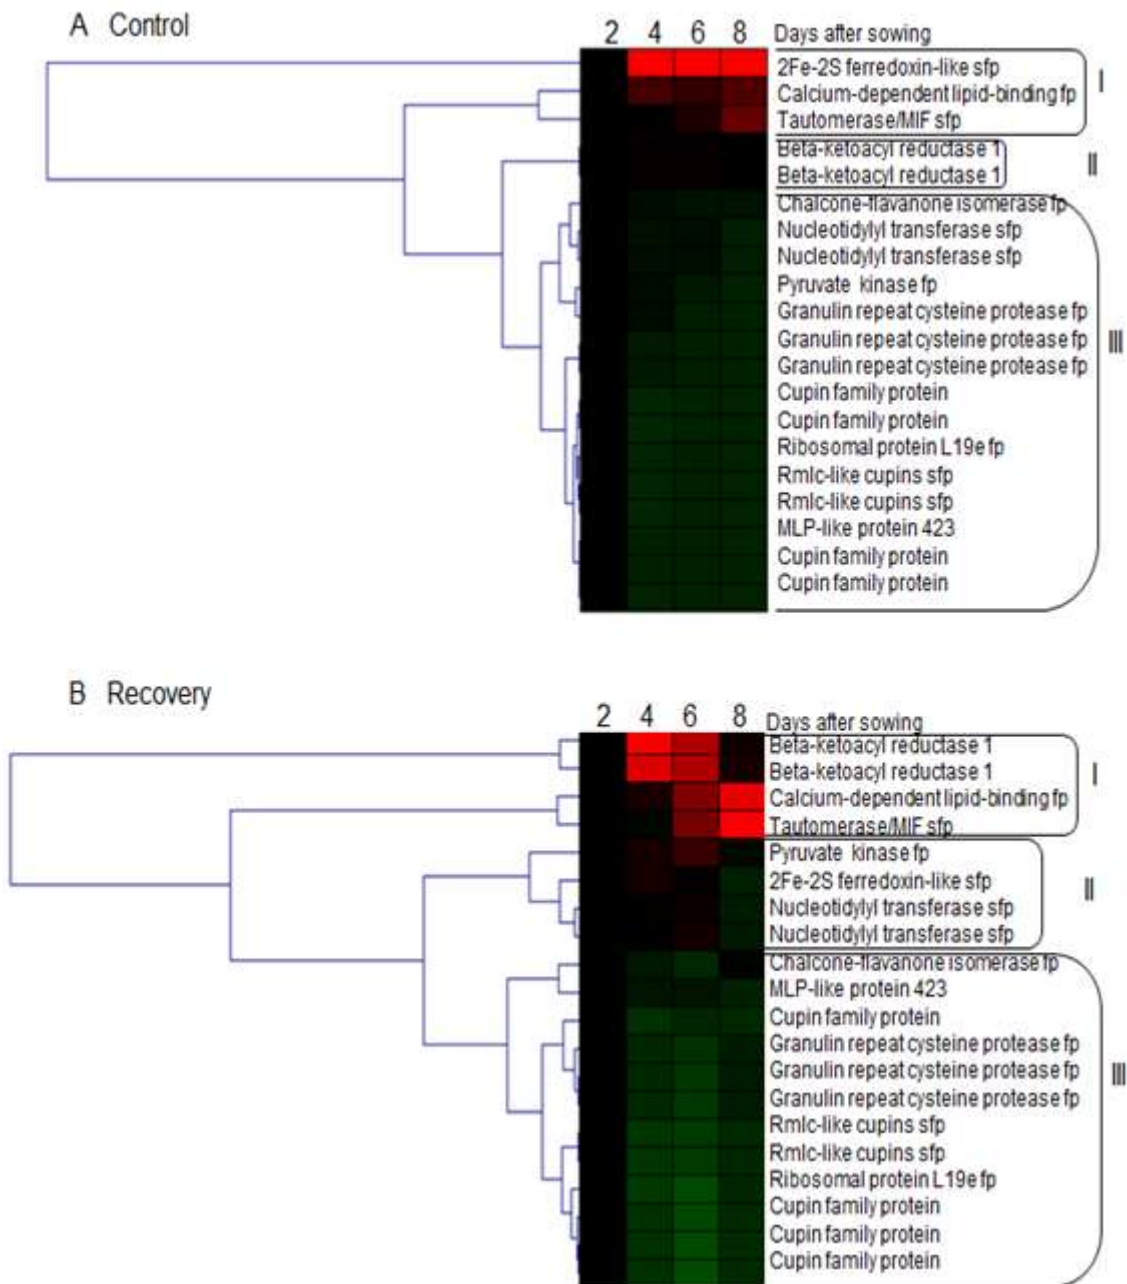 A Control
2 4 6 8 Days after sowing
2Fe-2S ferredoxin-like sfp
Calcium-dependent lipid-binding fp
Tautomerase/MIF sfp
I
Beta-ketoacyl reductase 1
Beta-ketoacyl reductase 1
II
Chalcone-flavanone isomerase fp
Nucleotidylyl transferase sfp
Nucleotidylyl transferase sfp
Pyruvate kinase fp
Granulin repeat cysteine protease fp
Granulin repeat cysteine protease fp
Granulin repeat cysteine protease fp
Cupin family protein
Cupin family protein
Ribosomal protein L19e fp
Rmlc-like cupins sfp
Rmlc-like cupins sfp
MLP-like protein 423
Cupin family protein
Cupin family protein
III
B Recovery
2 4 6 8 Days after sowing
Beta-ketoacyl reductase 1
Beta-ketoacyl reductase 1
Calcium-dependent lipid-binding fp
Tautomerase/MIF sfp
I
Pyruvate kinase fp
2Fe-2S ferredoxin-like sfp
Nucleotidylyl transferase sfp
Nucleotidylyl transferase sfp
II
Chalcone-flavanone isomerase fp
MLP-like protein 423
Cupin family protein
Granulin repeat cysteine protease fp
Granulin repeat cysteine protease fp
Granulin repeat cysteine protease fp
Rmlc-like cupins sfp
Rmlc-like cupins sfp
Ribosomal protein L19e fp
Cupin family protein
Cupin family protein
Cupin family protein
III